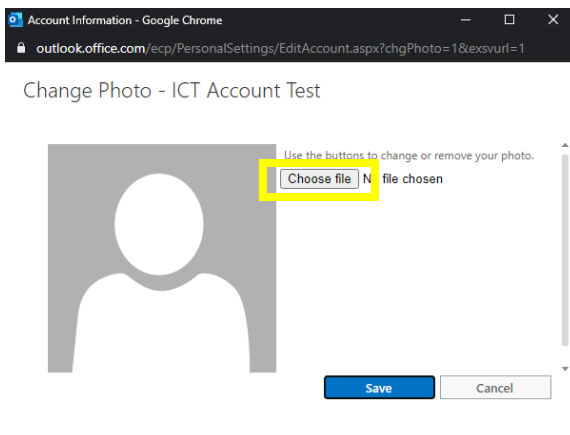 Account Information - Google Chrome
outlook.office.com/ecp/PersonalSettings/EditAccount.aspx?chgPhoto=1&exsvurl=1
Change Photo - ICT Account Test
Use the buttons to change or remove your photo.
Choose file file chosen
Save Cancel